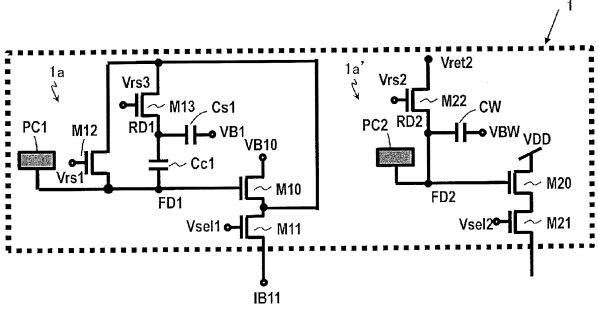 1
1a
Vrs3
M13
RD1
Cs1
VB1
PC1
M12
Vrs1
Cc1
FD1
VB10
M10
Vsel1
M11
IB11
1a'
Vret2
Vrs2
M22
RD2
CW
VBW
PC2
FD2
VDD
M20
Vsel2
M21